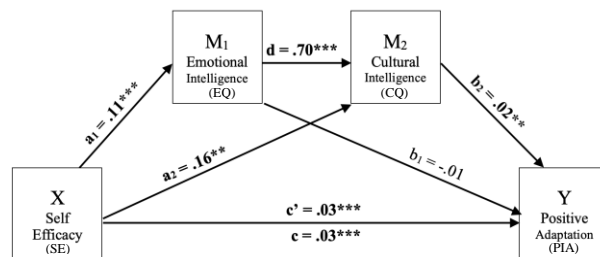 M1
Emotional
Intelligence
(EQ)
d = .70***
M2
Cultural
Intelligence
(CQ)
a1 = .11***
a2 = .16**
b1 = -.01
b2 = .02**
X
Self
Efficacy
(SE)
c’ = .03***
c = .03***
Y
Positive
Adaptation
(PIA)